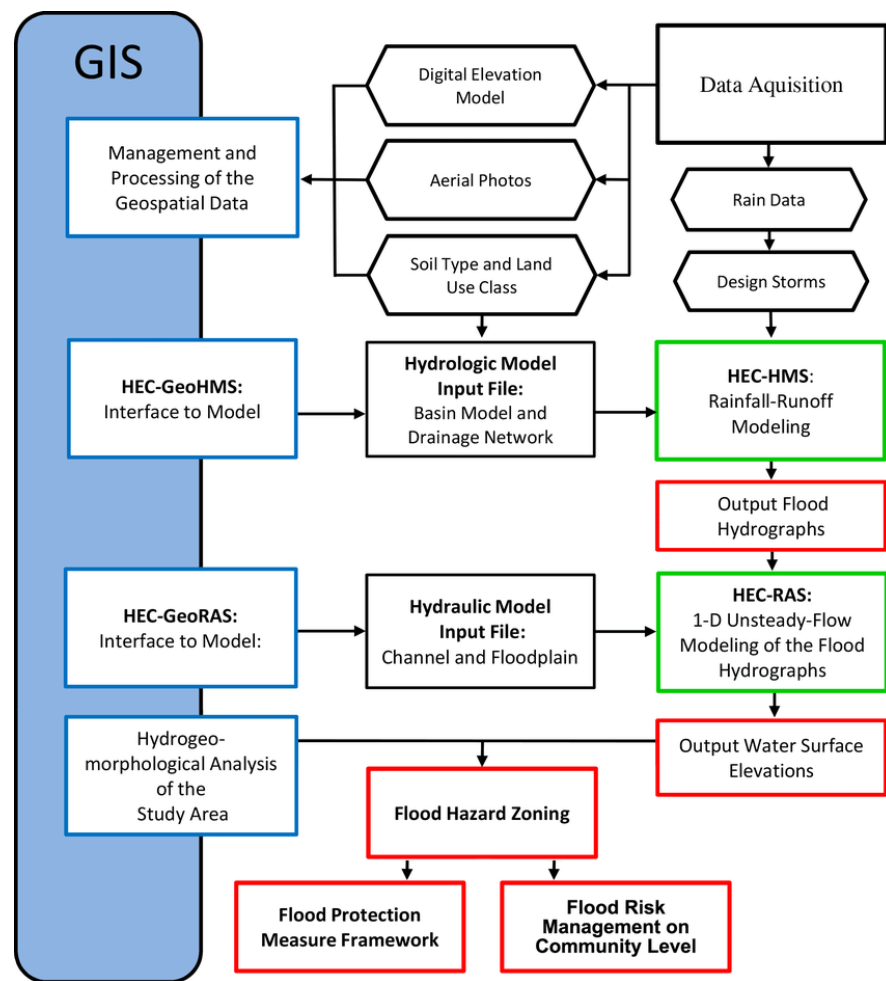 GIS
Digital Elevation
Model
Data Aquisition
Management and
Processing of the
Geospatial Data
Aerial Photos
Rain Data
Soil Type and Land
Use Class
Design Storms
HEC-GeoHMS:
Interface to Model
Hydrologic Model
Input File:
Basin Model and
Drainage Network
HEC-HMS:
Rainfall-Runoff
Modeling
Output Flood
Hydrographs
HEC-GeoRAS:
Interface to Model:
Hydraulic Model
Input File:
Channel and Floodplain
HEC-RAS:
1-D Unsteady-Flow
Modeling of the Flood
Hydrographs
Hydrogeo-
morphological Analysis
of the
Study Area
Output Water Surface
Elevations
Flood Hazard Zoning
Flood Protection
Measure Framework
Flood Risk
Management on
Community Level